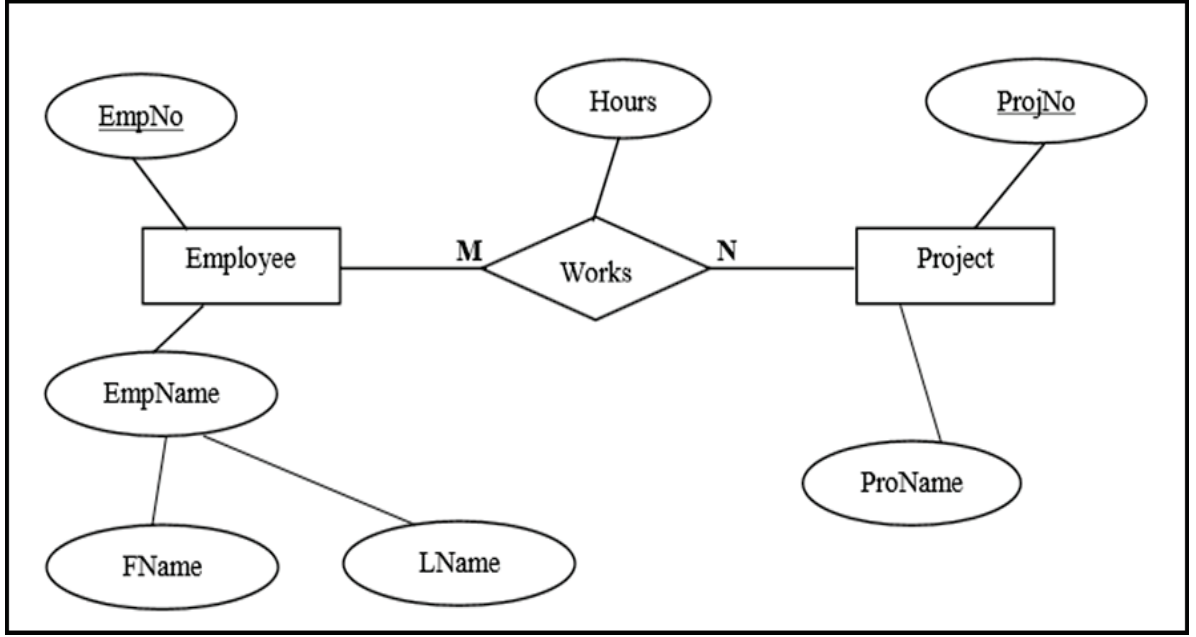 EmpNo
Hours
ProjNo
Employee
M
Works
N
Project
EmpName
ProName
FName
LName